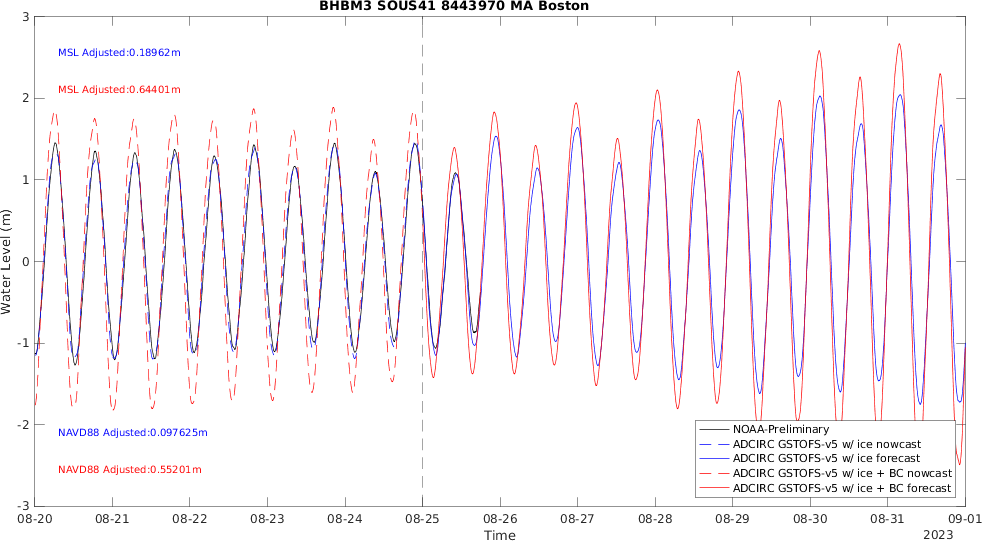 BHBM3 SOUS41 8443970 MA Boston
3
2
1
0
-1
-2
-3
Water Level (m)
MSL Adjusted:0.18962m
MSL Adjusted:0.64401m
NAVD88 Adjusted:0.097625m
NAVD88 Adjusted:0.55201m
NOAA-Preliminary
ADCIRC GSTOFS-v5 w/ ice nowcast
ADCIRC GSTOFS-v5 w/ ice forecast
ADCIRC GSTOFS-v5 w/ ice + BC nowcast
ADCIRC GSTOFS-v5 w/ ice + BC forecast
08-20 08-21 08-22 08-23 08-24 08-25 08-26 08-27 08-28 08-29 08-30 08-31 09-01
Time
2023